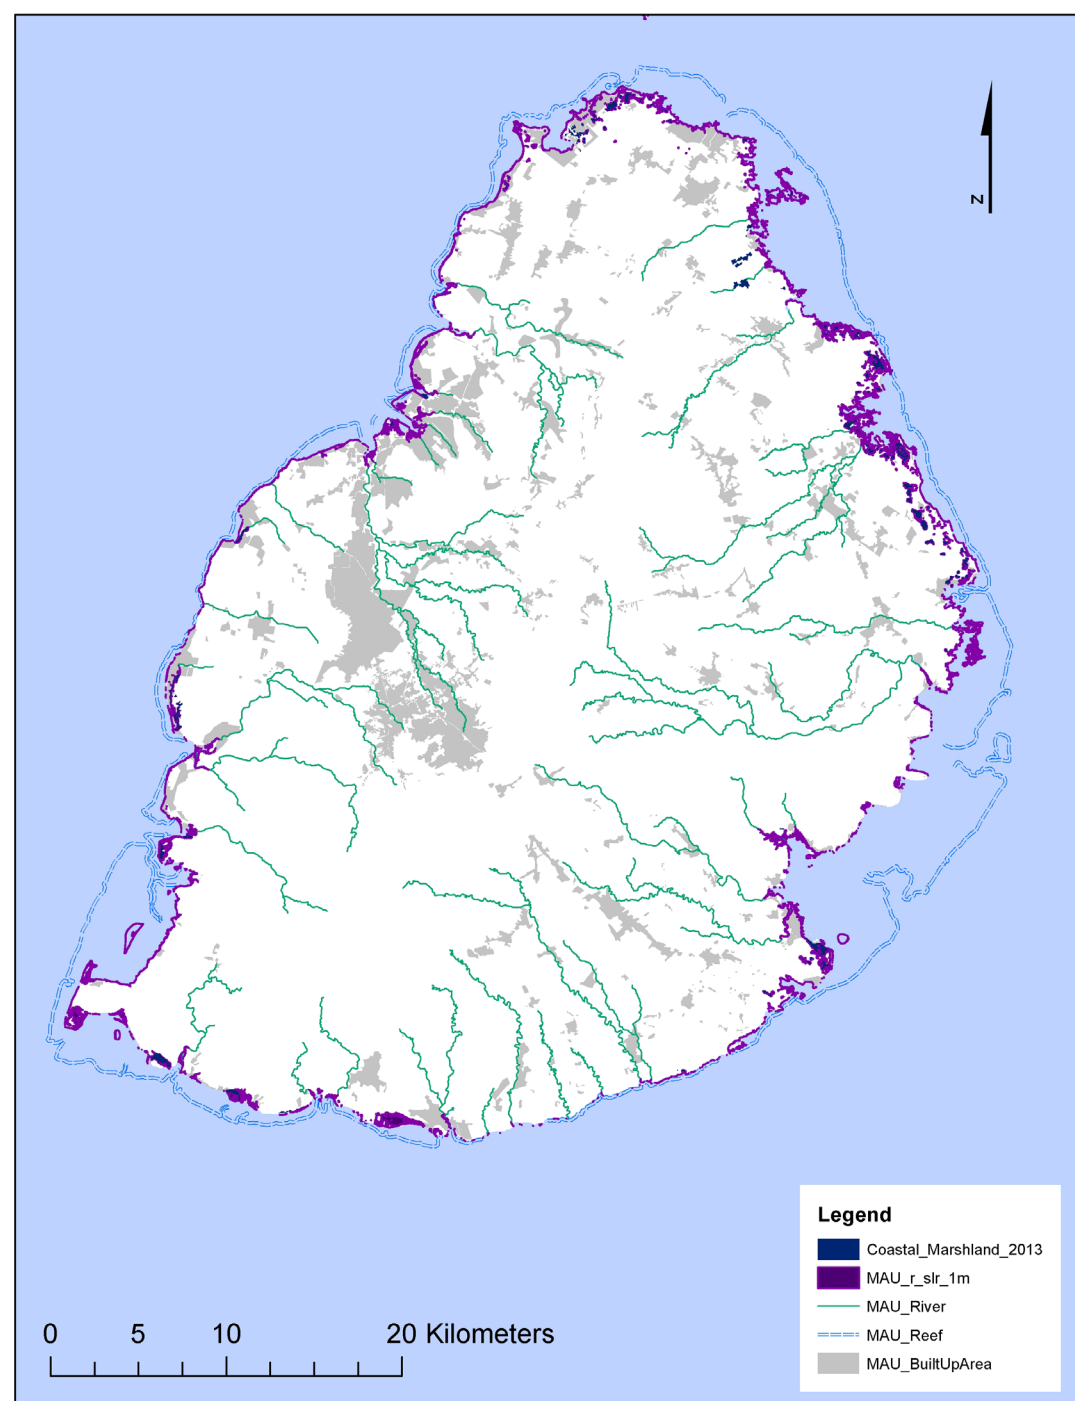 N
Legend
Coastal_Marshland_2013
MAU_r_slr_1m
MAU_River
MAU_Reef
MAU_BuiltUpArea
0 5 10 20 Kilometers